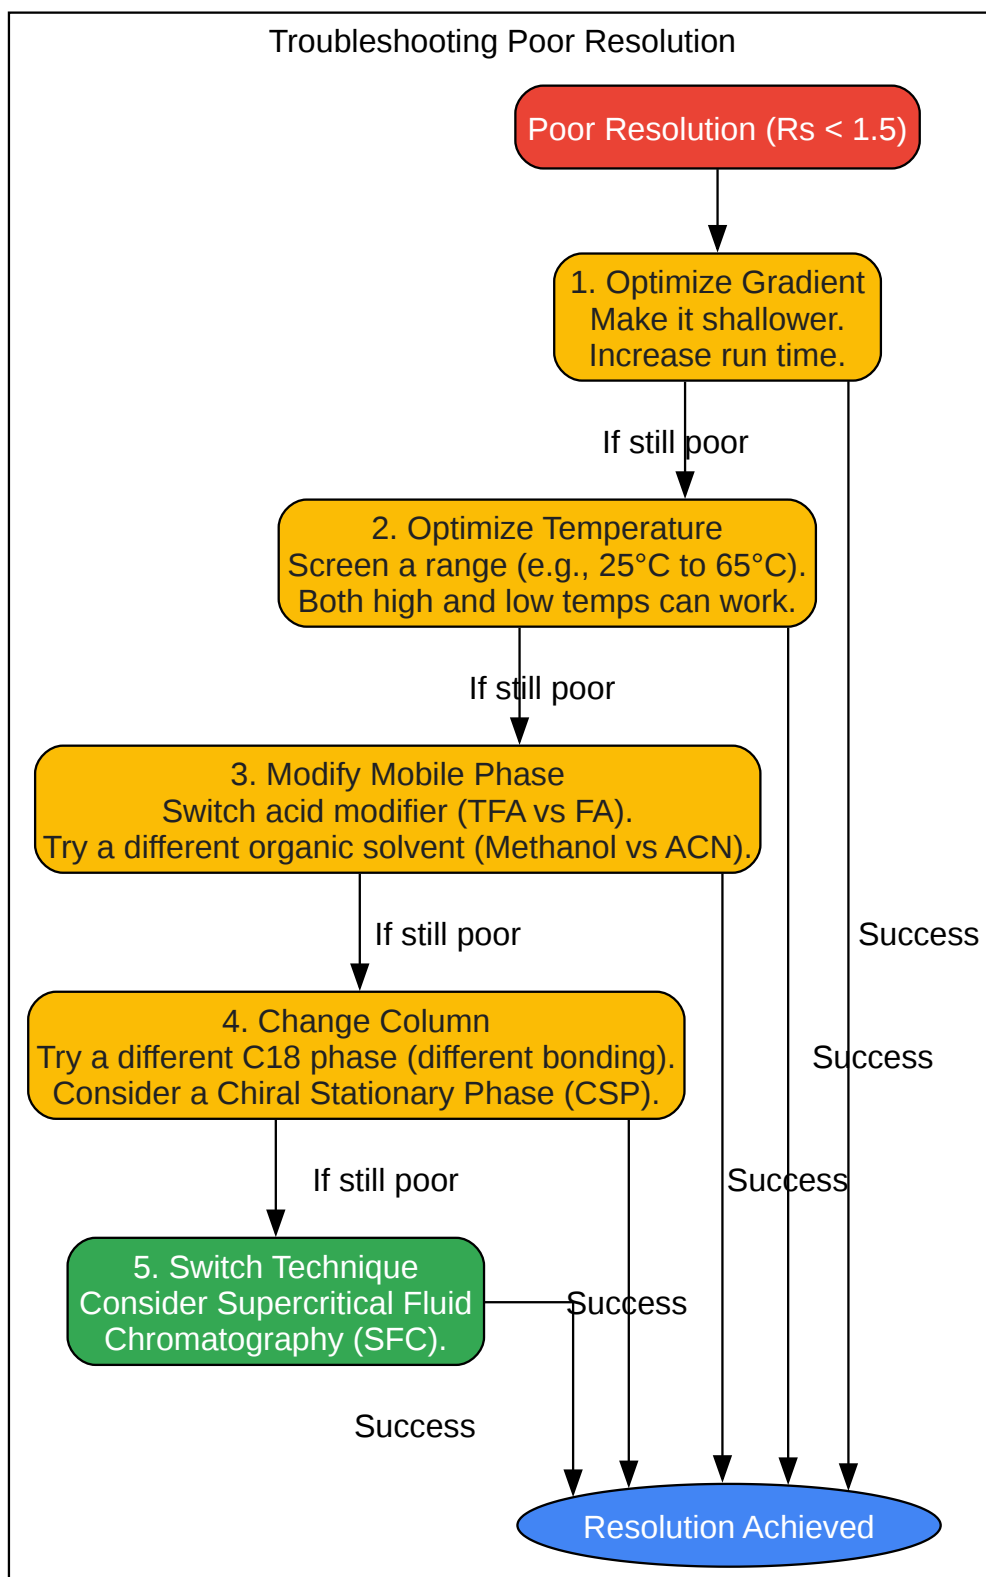 Troubleshooting Poor Resolution
Poor Resolution (Rs < 1.5)
1. Optimize Gradient
Make it shallower.
Increase run time.
If still poor
2. Optimize Temperature
Screen a range (e.g., 25°C to 65°C).
Both high and low temps can work.
If still poor
3. Modify Mobile Phase
Switch acid modifier (TFA vs FA).
Try a different organic solvent (Methanol vs ACN).
If still poor
Success
4. Change Column
Try a different C18 phase (different bonding).
Consider a Chiral Stationary Phase (CSP).
Success
If still poor
Success
5. Switch Technique
Consider Supercritical Fluid
Chromatography (SFC).
Success
Success
Resolution Achieved